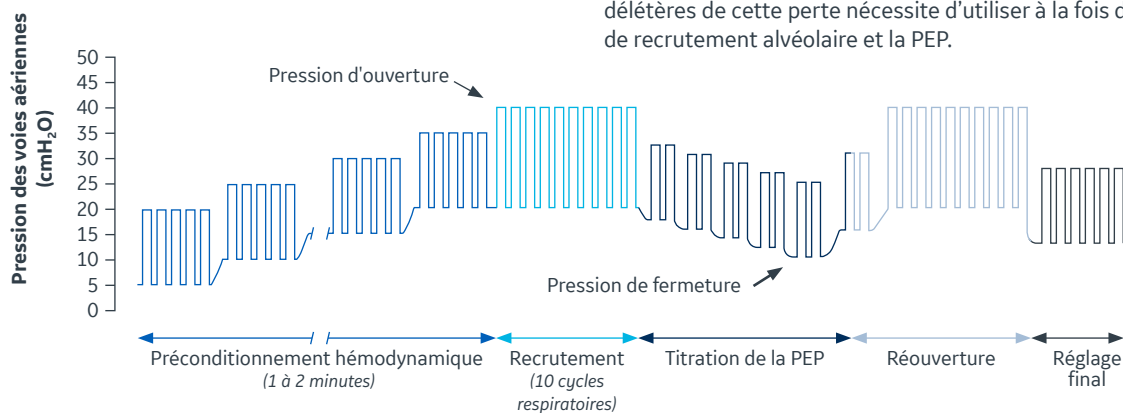 délétères de cette perte nécessite d'utiliser à la fois
de recrutement alvéolaire et la PEP.
Pression des voies aériennes
(cmH₂O)
50
45
40
35
30
25
20
15
10
5
0
Pression d'ouverture
Pression de fermeture
Préconditionnement hémodynamique
(1 à 2 minutes)
Recrutement
(10 cycles
respiratoires)
Titration de la PEP
Réouverture
Réglage
final